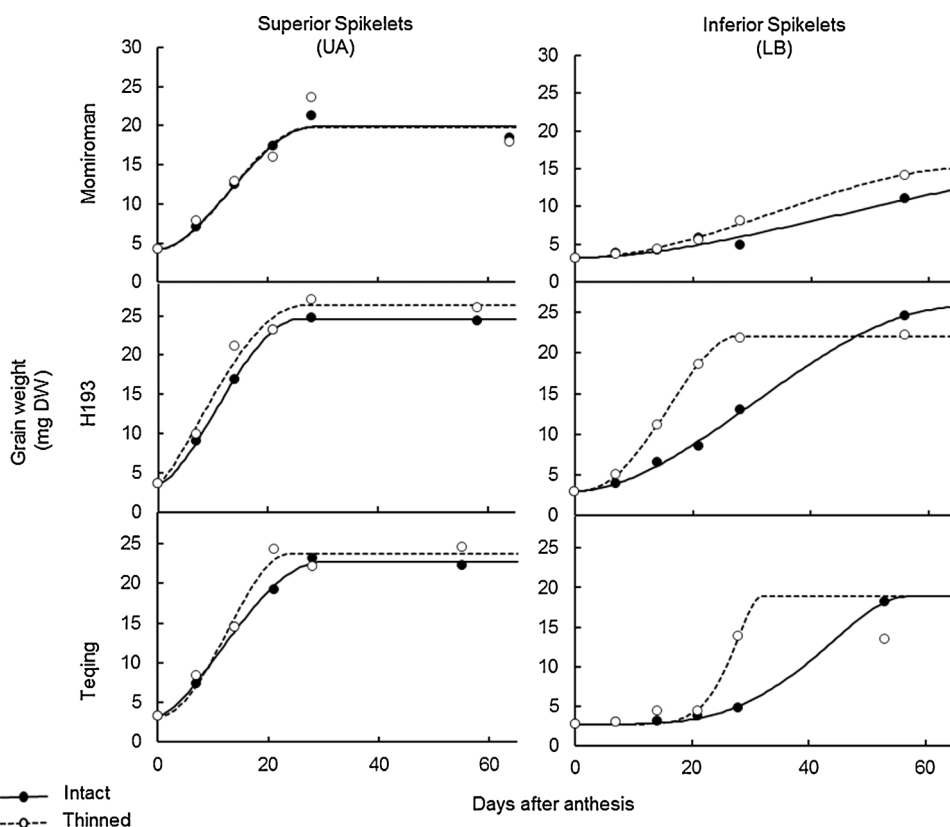 Superior Spikelets
(UA)
Inferior Spikelets
(LB)
Momiroman
30
25
20
15
10
5
0
30
25
20
15
10
5
0
Grain weight
(mg DW)
H193
25
20
15
10
5
0
25
20
15
10
5
0
Teqing
25
20
15
10
5
0
25
20
15
10
5
0
0 20 40 60
0 20 40 60
Days after anthesis
Intact
Thinned